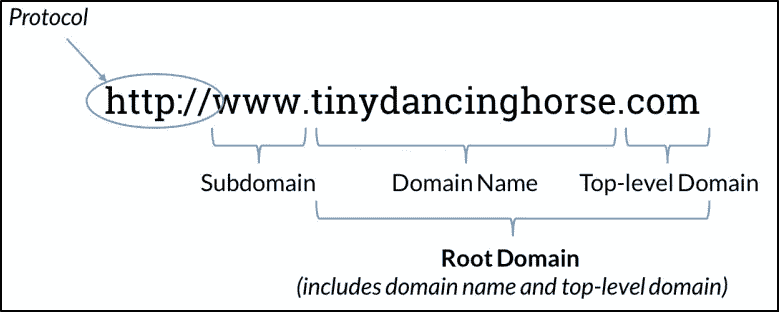 Protocol
http://www.tinydancinghorse.com
Subdomain Domain Name Top-level Domain
Root Domain
(includes domain name and top-level domain)